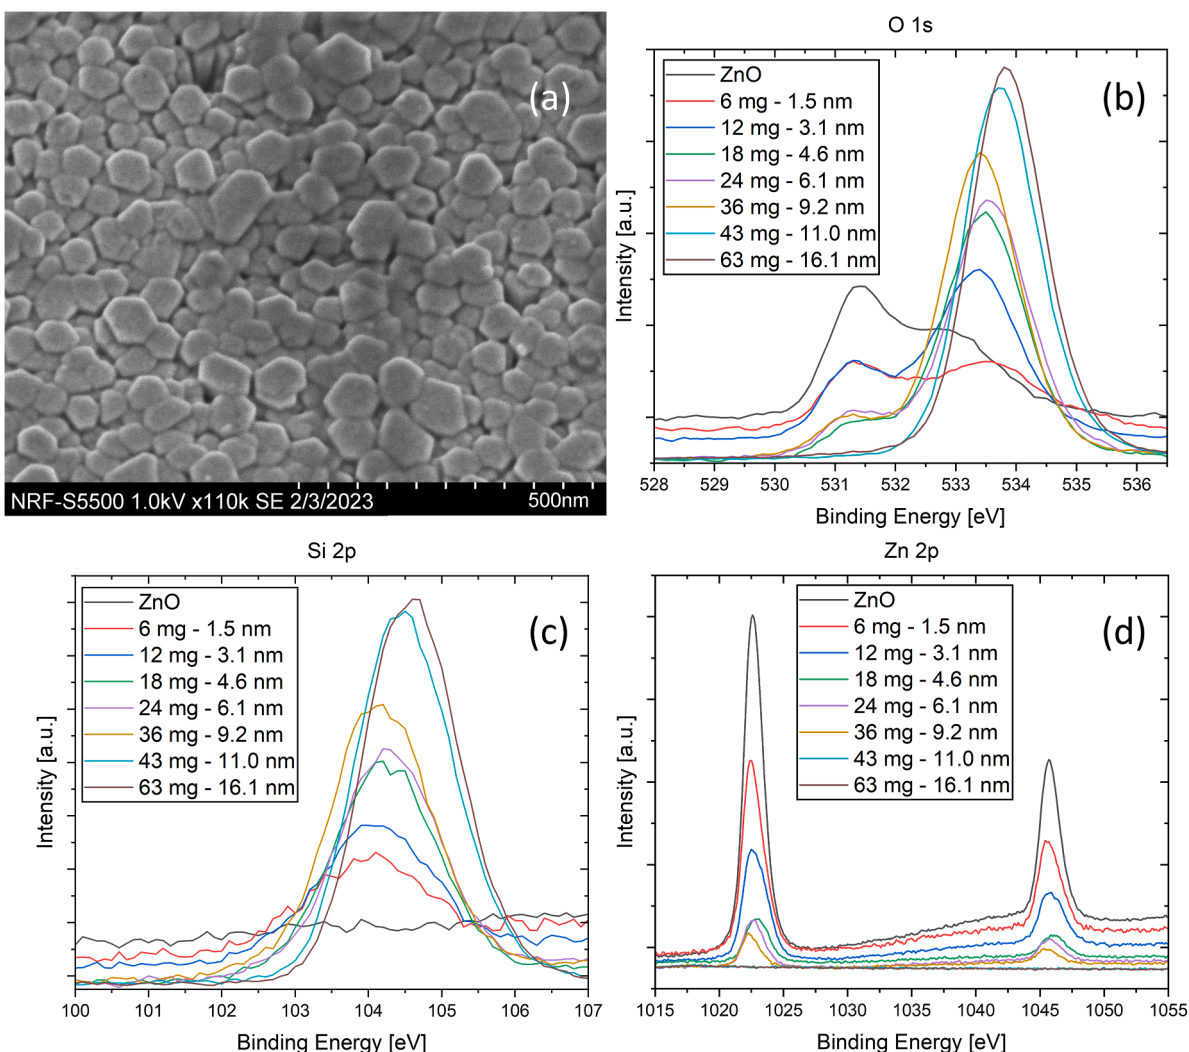 (a)
NRF-S5500 1.0kV x110k SE 2/3/2023
500nm
O 1s
(b)
ZnO
6 mg - 1.5 nm
12 mg - 3.1 nm
18 mg - 4.6 nm
24 mg - 6.1 nm
36 mg - 9.2 nm
43 mg - 11.0 nm
63 mg - 16.1 nm
Intensity [a.u.]
528 529 530 531 532 533 534 535 536
Binding Energy [eV]
Si 2p
(c)
ZnO
6 mg - 1.5 nm
12 mg - 3.1 nm
18 mg - 4.6 nm
24 mg - 6.1 nm
36 mg - 9.2 nm
43 mg - 11.0 nm
63 mg - 16.1 nm
Intensity [a.u.]
100 101 102 103 104 105 106 107
Binding Energy [eV]
Zn 2p
(d)
ZnO
6 mg - 1.5 nm
12 mg - 3.1 nm
18 mg - 4.6 nm
24 mg - 6.1 nm
36 mg - 9.2 nm
43 mg - 11.0 nm
63 mg - 16.1 nm
Intensity [a.u.]
1015 1020 1025 1030 1035 1040 1045 1050 1055
Binding Energy [eV]